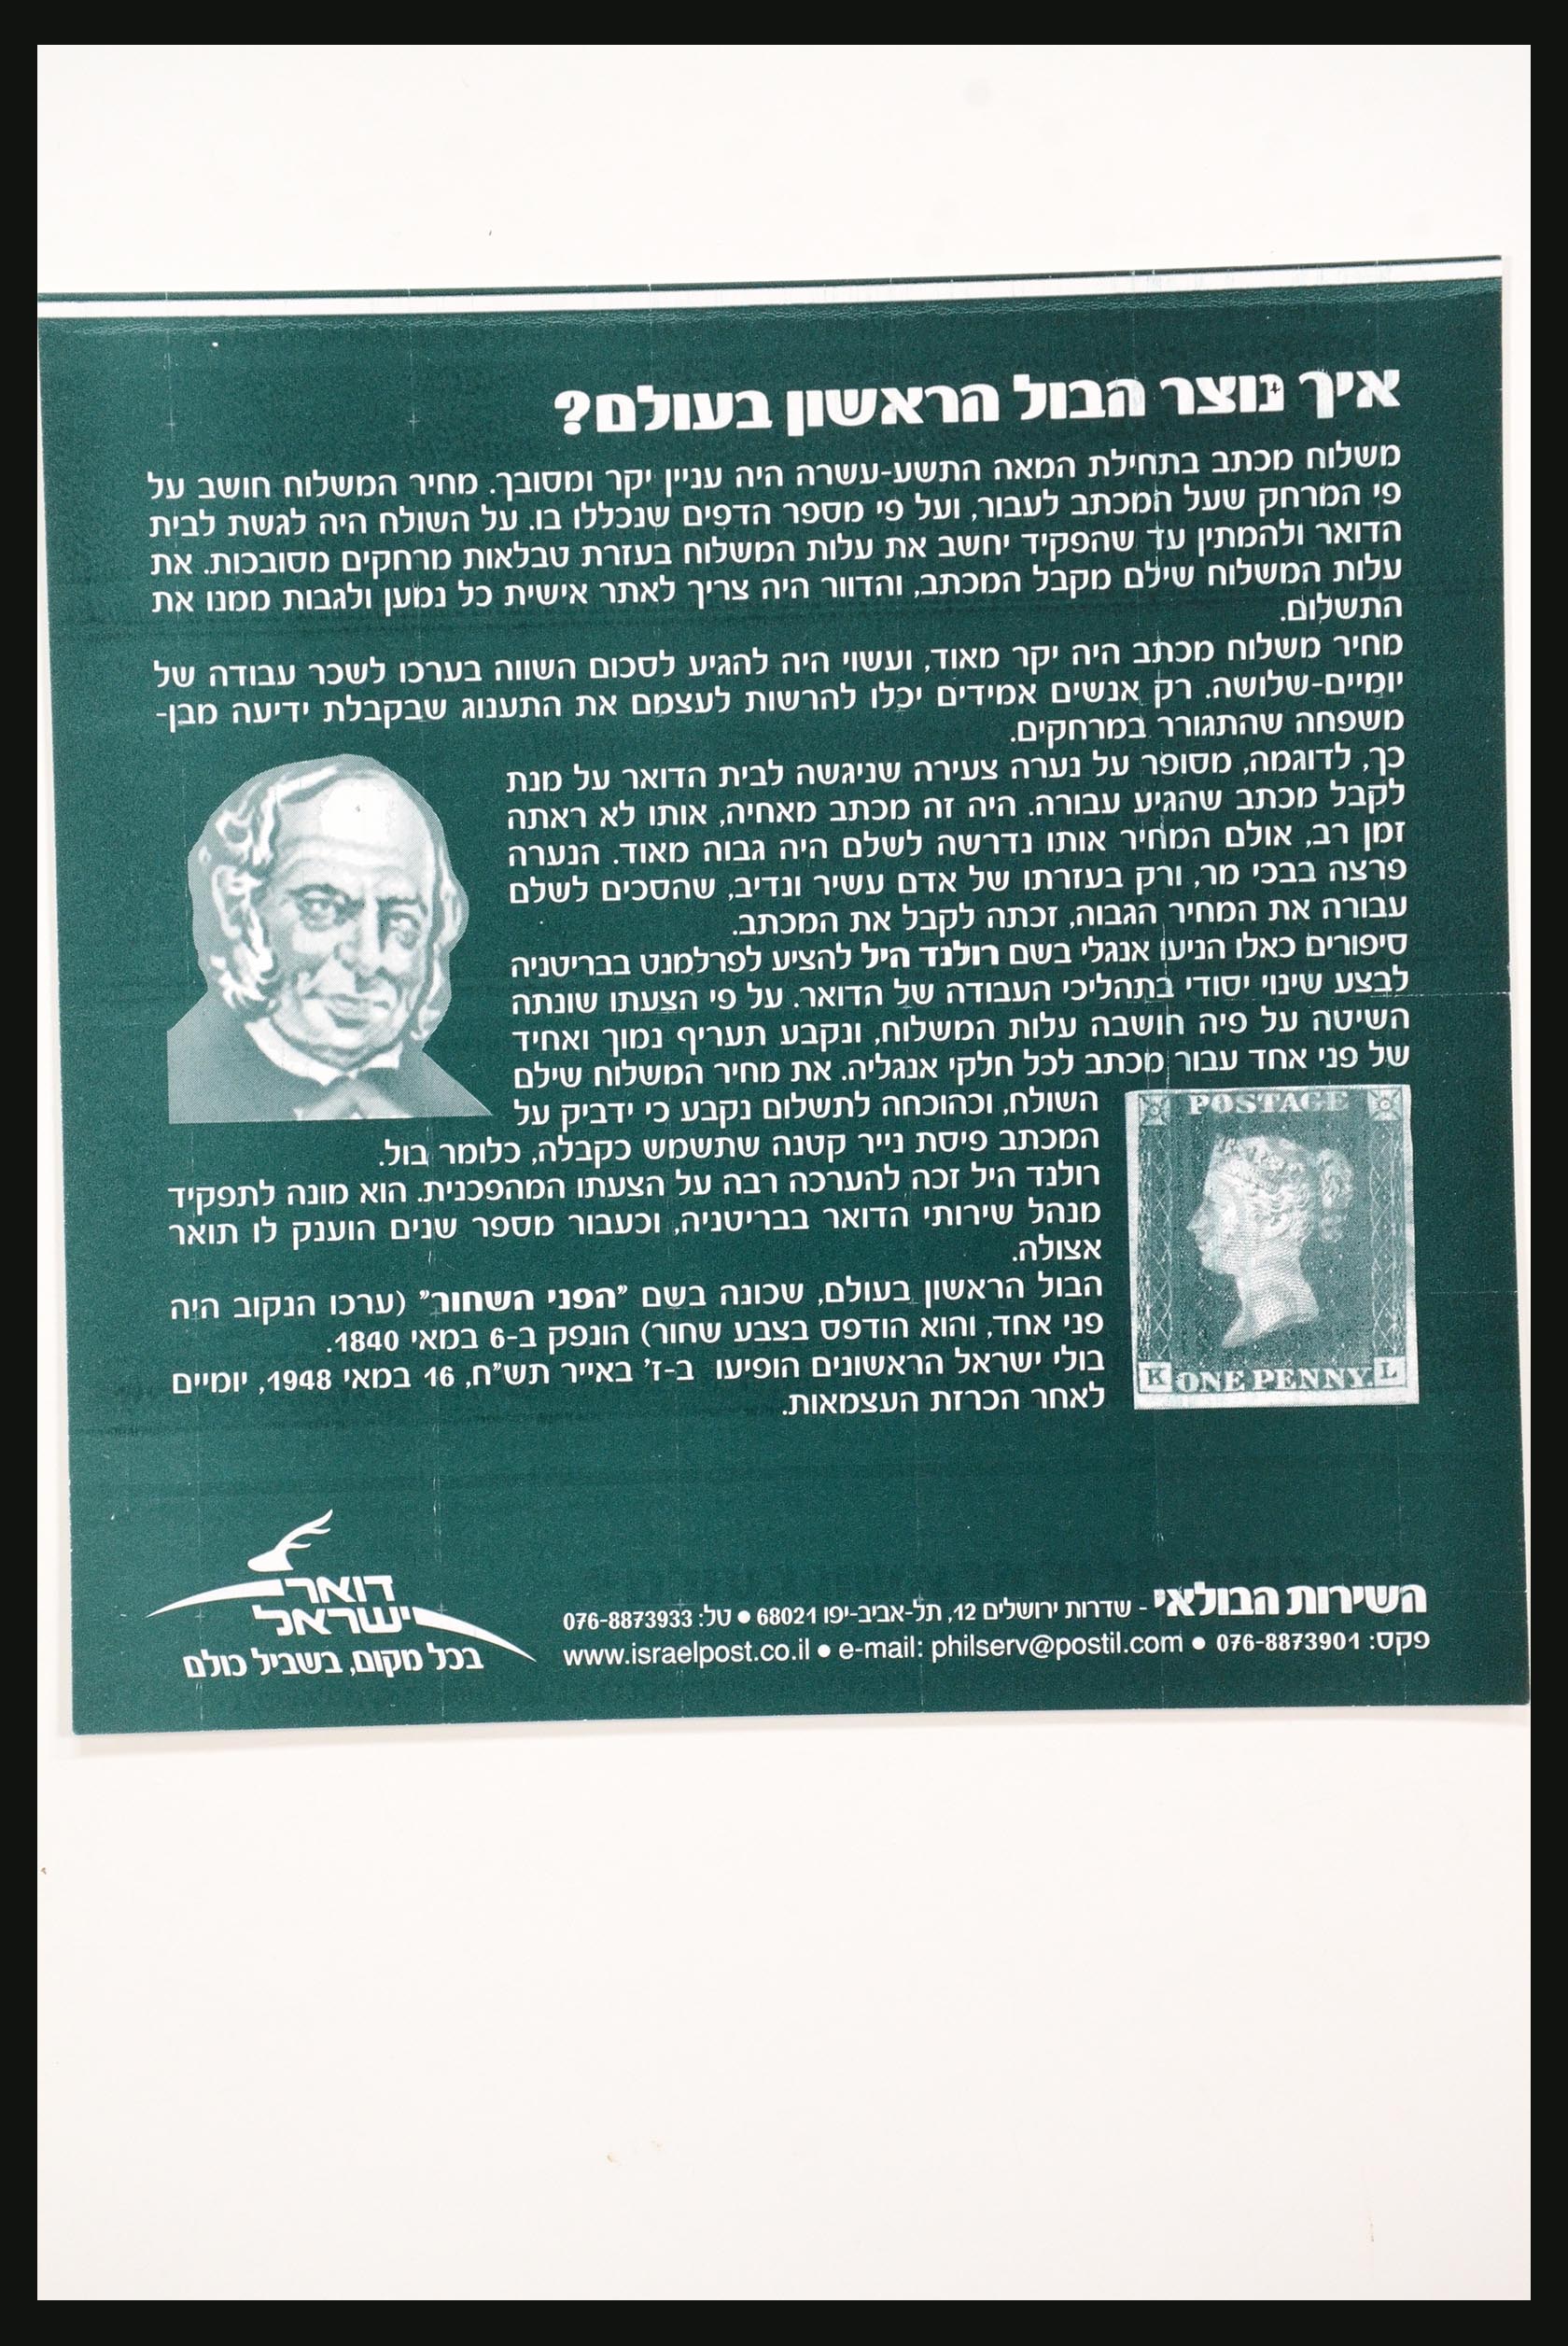 איך נוצר הבול הראשון בעולם?
משלוח מכתב בתחילת המאה התשע-עשרה היה עניין יקר ומסובך. מחיר המשלוח חושב על
פי המרחק שעל המכתב לעבור, ועל פי מספר הדפים שנכללו בו. על השולח היה לגשת לבית
הדואר ולהמתין עד שהפקיד יחשב את עלות המשלוח בעזרת טבלאות מרחקים מסובכות. את
עלות המשלוח שילם מקבל המכתב, והדוור היה צריך לאתר אישית כל נמען ולגבות ממנו את
התשלום.
מחיר משלוח מכתב היה יקר מאוד, ועשוי היה להגיע לסכום השווה בערכו לשכר עבודה של
יומיים-שלושה. רק אנשים אמידים יכלו להרשות לעצמם את התענוג שבקבלת ידיעה מבן-
משפחה שהתגורר במרחקים.
כך, לדוגמה, מסופר על נערה צעירה שניגשה לבית הדואר על מנת
לקבל מכתב שהגיע עבורה. היה זה מכתב מאחיה, אותו לא ראתה
זמן רב, אולם המחיר אותו נדרשה לשלם היה גבוה מאוד. הנערה
פרצה בבכי מר, ורק בעזרתו של אדם עשיר ונדיב, שהסכים לשלם
עבורה את המחיר הגבוה, זכתה לקבל את המכתב.
סיפורים כאלו הניעו אנגלי בשם רולנד היל להציע לפרלמנט בבריטניה
לבצע שינוי יסודי בתהליכי העבודה של הדואר. על פי הצעתו שונתה
השיטה על פיה חושבה עלות המשלוח, ונקבע תעריף נמוך ואחיד
של פני אחד עבור מכתב לכל חלקי אנגליה. את מחיר המשלוח שילם
השולח, וכהוכחה לתשלום נקבע כי ידביק על
המכתב פיסת נייר קטנה שתשמש כקבלה, כלומר בול.
רולנד היל זכה להערכה רבה על הצעתו המהפכנית. הוא מונה לתפקיד
מנהל שירותי הדואר בבריטניה, וכעבור מספר שנים הוענק לו תואר
אצולה.
הבול הראשון בעולם, שכונה בשם "הפני השחור" (ערכו הנקוב היה
פני אחד, והוא הודפס בצבע שחור) הונפק ב-6 במאי 1840.
בולי ישראל הראשונים הופיעו ב-ז' באייר תש"ח, 16 במאי 1948, יומיים
לאחר הכרזת העצמאות.
POSTAGE
K ONE PENNY. L
השירות הבולאי - שדרות ירושלים 12, תל-אביב-יפו 68021 • טל: 076-8873933
פקס: 076-8873901 • e-mail: philserv@postil.com • www.israelpost.co.il
דואר
ישראל
בכל מקום, בשביל כולם